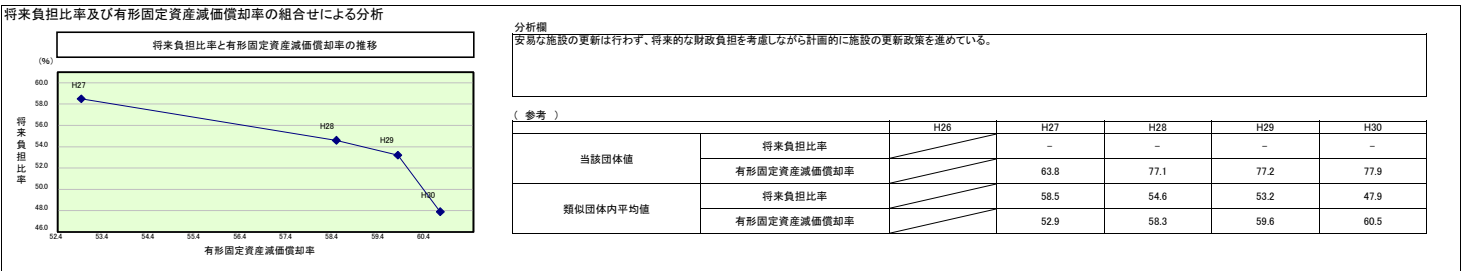 将来負担比率及び有形固定資産減価償却率の組合せによる分析
将来負担比率と有形固定資産減価償却率の推移
(%)
60.0
58.0
56.0
54.0
52.0
50.0
48.0
46.0
将来負担比率
H27
H28
H29
H30
52.4 53.4 54.4 55.4 56.4 57.4 58.4 59.4 60.4
有形固定資産減価償却率
分析欄
安易な施設の更新は行わず、将来的な財政負担を考慮しながら計画的に施設の更新政策を進めている。
( 参考 )
H26 H27 H28 H29 H30
当該団体値 将来負担比率 - - - -
有形固定資産減価償却率 63.8 77.1 77.2 77.9
類似団体内平均値 将来負担比率 58.5 54.6 53.2 47.9
有形固定資産減価償却率 52.9 58.3 59.6 60.5